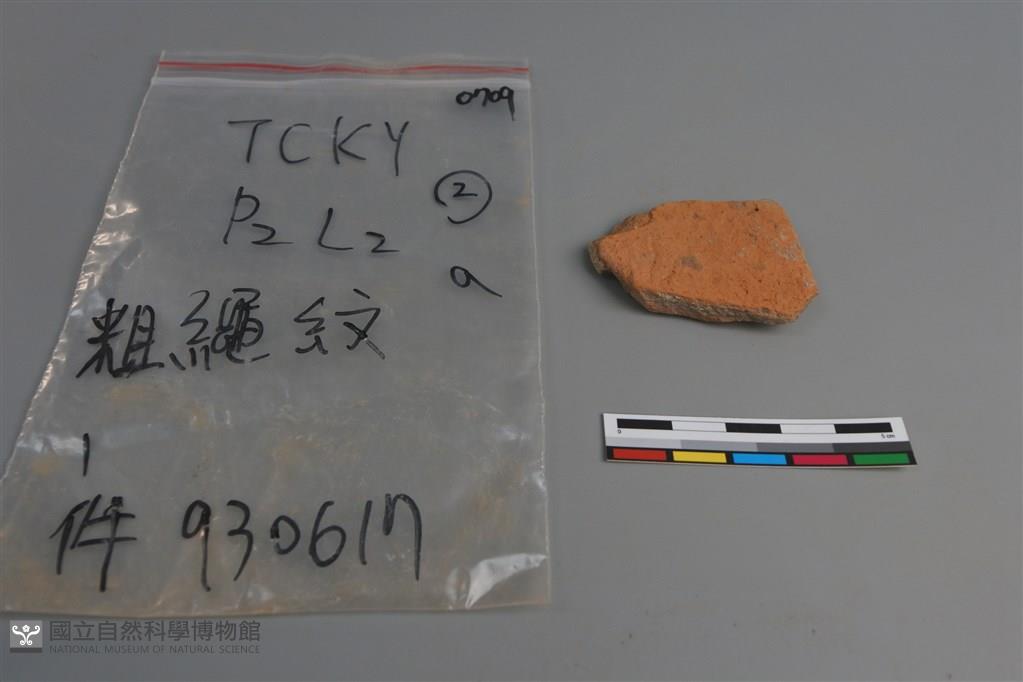 0709
TCKY
P2 L2
②
a
粗繩紋
1
件 930617
0
5 cm
國立自然科學博物館
NATIONAL MUSEUM OF NATURAL SCIENCE